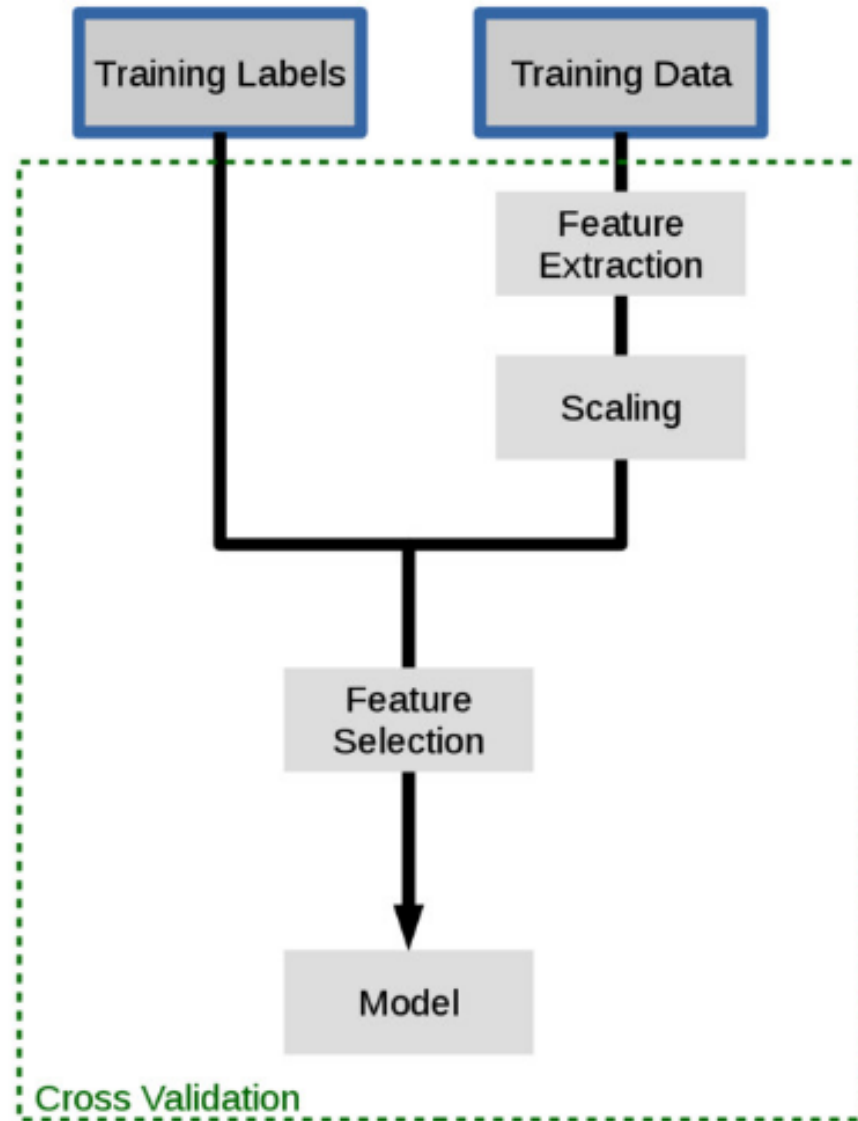 Training Labels
Training Data
Feature
Extraction
Scaling
Feature
Selection
Model
Cross Validation